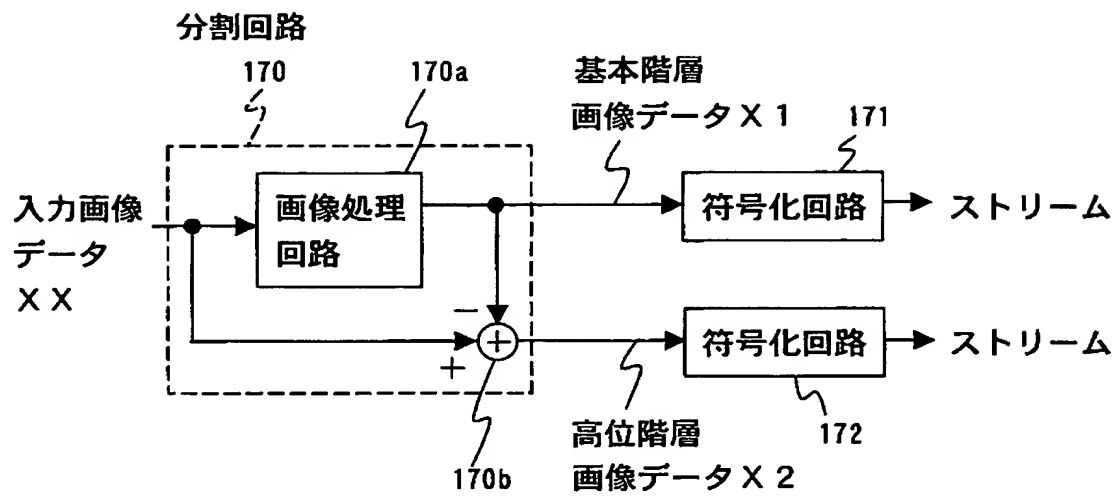 分割回路
170
170a
基本階層
画像データX1
171
入力画像
データ
XX
画像処理
回路
符号化回路
ストリーム
−
+
+
符号化回路
ストリーム
170b
高位階層
画像データX2
172